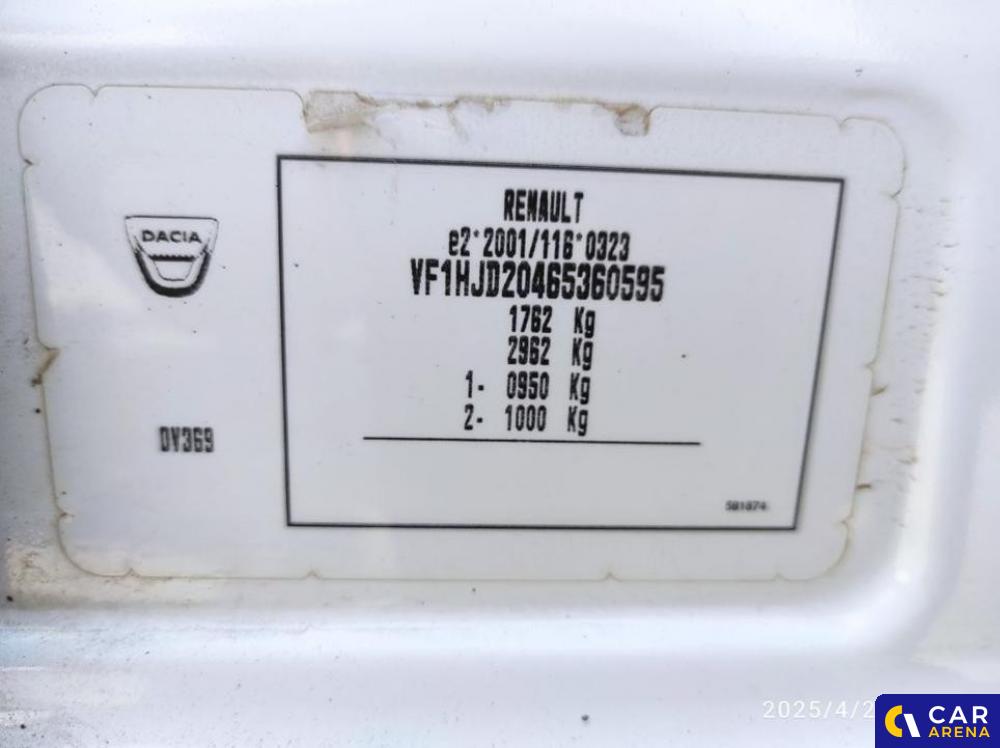 RENAULT
e2*2001/116*0323
VF1HJD20465360595
1762 Kg
2962 Kg
1- 0950 Kg
2- 1000 Kg
DACIA
DV369
581874
2025/4/2
CAR
ARENA